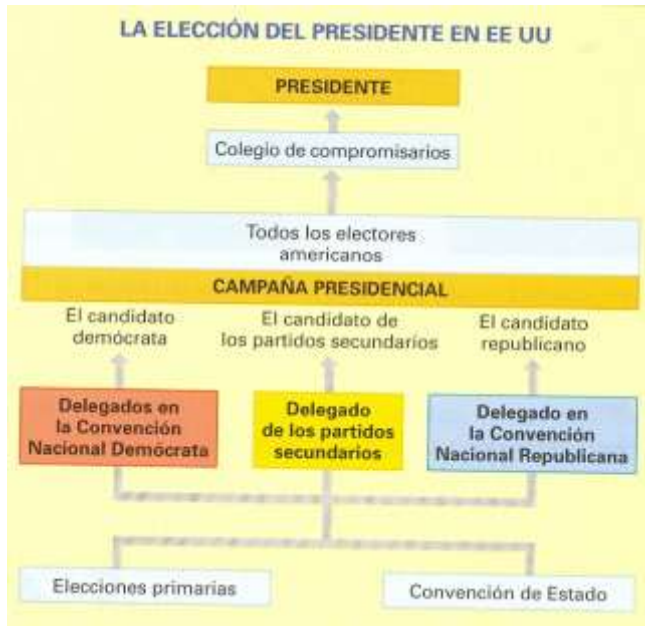 LA ELECCIÓN DEL PRESIDENTE EN EE UU
PRESIDENTE
Colegio de compromisarios
Todos los electores
americanos
CAMPAÑA PRESIDENCIAL
El candidato
demócrata
El candidato de
los partidos secundarios
El candidato
republicano
Delegados en
la Convención
Nacional Demócrata
Delegado
de los partidos
secundarios
Delegado en
la Convención
Nacional Republicana
Elecciones primarias
Convención de Estado